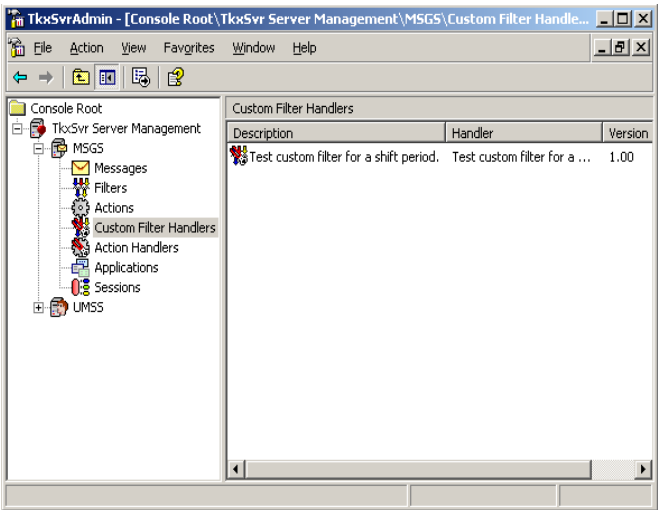 TkxSvrAdmin - [Console Root\TkxSvr Server Management\MSGS\Custom Filter Handle...
File Action View Favorites Window Help
Console Root
TkxSvr Server Management
MSGS
Messages
Filters
Actions
Custom Filter Handlers
Action Handlers
Applications
Sessions
UMSS
Custom Filter Handlers
Description Handler Version
Test custom filter for a shift period. Test custom filter for a ... 1.00